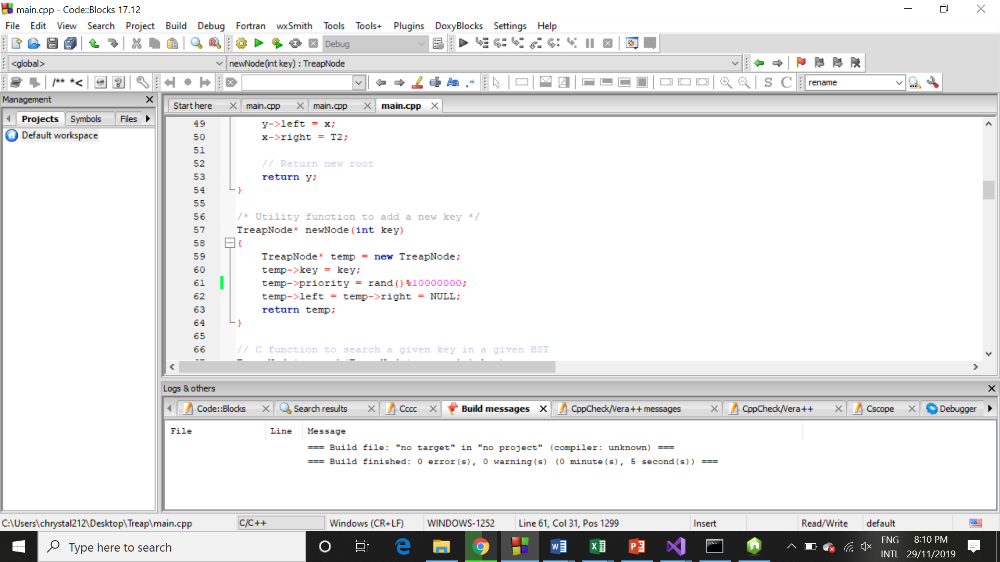 main.cpp - Code::Blocks 17.12
File Edit View Search Project Build Debug Fortran wxSmith Tools Tools+ Plugins DoxyBlocks Settings Help
Debug
<global> newNode(int key) : TreapNode
/** *< Aa .* S C rename
Management
Projects Symbols Files
Default workspace
Start here main.cpp main.cpp main.cpp
49 y->left = x;
50 x->right = T2;
51
52 // Return new root
53 return y;
54 }
55
56 /* Utility function to add a new key */
57 TreapNode* newNode(int key)
58 {
59 TreapNode* temp = new TreapNode;
60 temp->key = key;
61 temp->priority = rand()%10000000;
62 temp->left = temp->right = NULL;
63 return temp;
64 }
65
66 // C function to search a given key in a given BST
Logs & others
Code::Blocks Search results Cccc Build messages CppCheck/Vera++ messages CppCheck/Vera++ Cscope Debugger
File Line Message
=== Build file: "no target" in "no project" (compiler: unknown) ===
=== Build finished: 0 error(s), 0 warning(s) (0 minute(s), 5 second(s)) ===
C:\Users\chrystal212\Desktop\Treap\main.cpp C/C++ Windows (CR+LF) WINDOWS-1252 Line 61, Col 31, Pos 1299 Insert Read/Write default
Type here to search
ENG 8:10 PM
INTL 29/11/2019